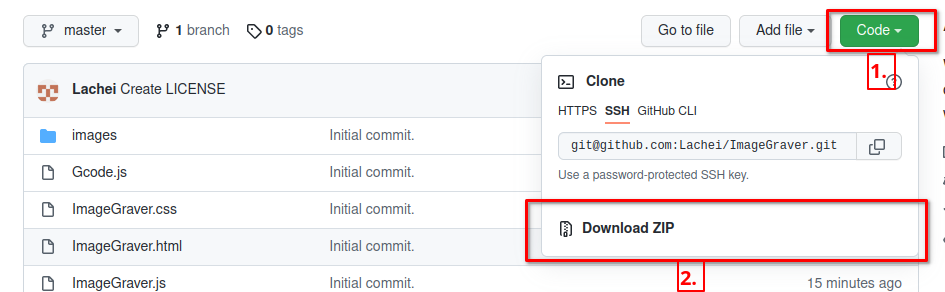 master 1 branch 0 tags Go to file Add file Code
1.
Lachei Create LICENSE
Clone
HTTPS SSH GitHub CLI
images Initial commit.
git@github.com:Lachei/ImageGraver.git
Gcode.js Initial commit.
Use a password-protected SSH key.
ImageGraver.css Initial commit.
Download ZIP
ImageGraver.html Initial commit.
2.
ImageGraver.js Initial commit. 15 minutes ago